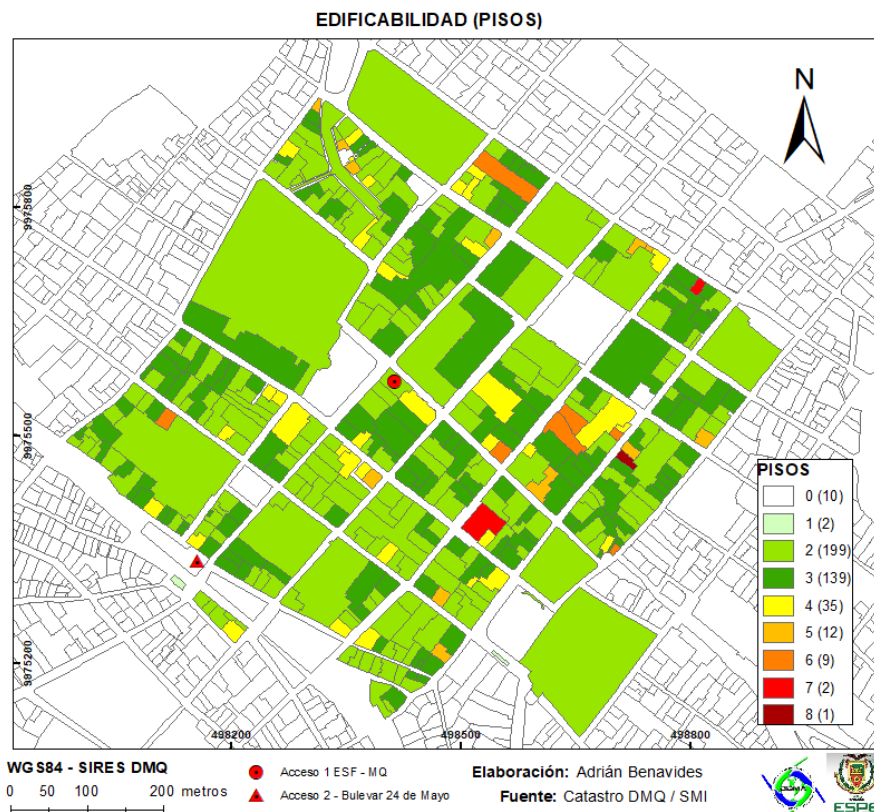 EDIFICABILIDAD (PISOS)
N
9975800
9975500
9975200
498200
498500
498800
PISOS
0 (10)
1 (2)
2 (199)
3 (139)
4 (35)
5 (12)
6 (9)
7 (2)
8 (1)
WGS84 - SIRES DMQ
0 50 100 200 metros
Acceso 1 ESF - MQ
Acceso 2 - Bulevar 24 de Mayo
Elaboración: Adrián Benavides
Fuente: Catastro DMQ / SMI
ESPE